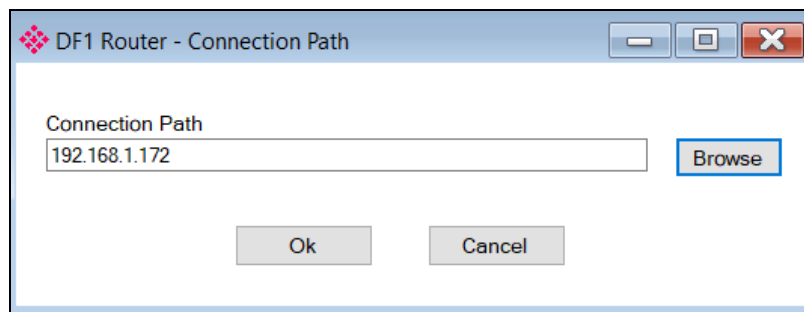 DF1 Router - Connection Path
Connection Path
192.168.1.172
Browse
Ok
Cancel